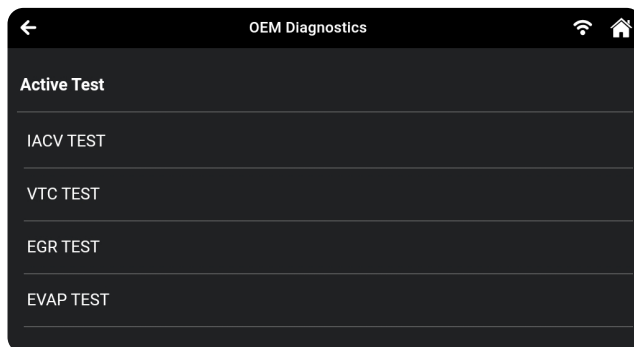 OEM Diagnostics
Active Test
IACV TEST
VTC TEST
EGR TEST
EVAP TEST